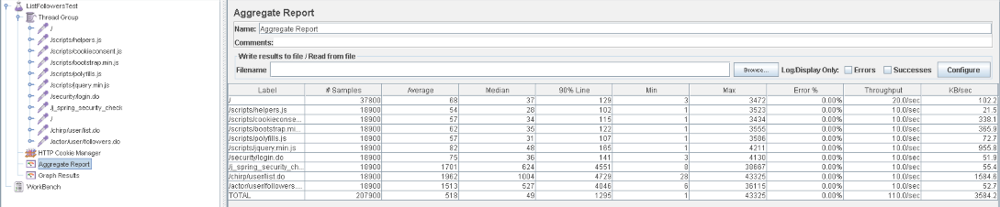 ListFollowersTest
Thread Group
/
/scripts/helpers.js
/scripts/cookieconsent.js
/scripts/bootstrap.min.js
/scripts/polyfills.js
/scripts/jquery.min.js
/security/login.do
/j_spring_security_check
/
/chirp/user/list.do
/actor/user/followers.do
HTTP Cookie Manager
Aggregate Report
Graph Results
WorkBench
Aggregate Report
Name: Aggregate Report
Comments:
Write results to file / Read from file
Filename Browse... Log/Display Only: Errors Successes Configure
Label # Samples Average Median 90% Line Min Max Error % Throughput KB/sec
/ 37800 68 37 129 3 3472 0.00% 20.0/sec 102.2
/scripts/helpers.js 18900 54 28 102 1 3523 0.00% 10.0/sec 21.5
/scripts/cookieconse... 18900 57 34 115 1 3434 0.00% 10.0/sec 338.1
/scripts/bootstrap.mi... 18900 62 35 122 1 3555 0.00% 10.0/sec 365.9
/scripts/polyfills.js 18900 57 31 107 1 3586 0.00% 10.0/sec 72.7
/scripts/jquery.min.js 18900 82 48 165 1 4211 0.00% 10.0/sec 955.8
/security/login.do 18900 75 36 141 3 4130 0.00% 10.0/sec 51.9
/j_spring_security_ch... 18900 1701 624 4551 8 38687 0.00% 10.0/sec 55.4
/chirp/user/list.do 18900 1962 1004 4729 28 43325 0.00% 10.0/sec 1584.6
/actor/user/followers.... 18900 1513 527 4046 6 36115 0.00% 10.0/sec 52.7
TOTAL 207900 518 49 1295 1 43325 0.00% 110.0/sec 3584.2